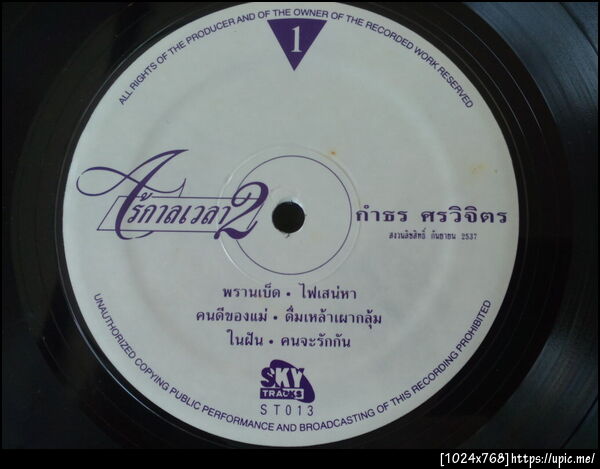 ALL RIGHTS OF THE PRODUCER AND OF THE OWNER OF THE RECORDED WORK RESERVED
1
ไร้กาลเวลา 2
กำธร ศรวิจิตร
สงวนลิขสิทธิ์ กันยายน 2537
พรานเบ็ด • ไฟเสน่หา
คนดีของแม่ • ดื่มเหล้าเผากลุ้ม
ในฝัน • คนจะรักกัน
SKY
TRACKS
ST013
UNAUTHORIZED COPYING PUBLIC PERFORMANCE AND BROADCASTING OF THIS RECORDING PROHIBITED
[1024x768]https://upic.me/